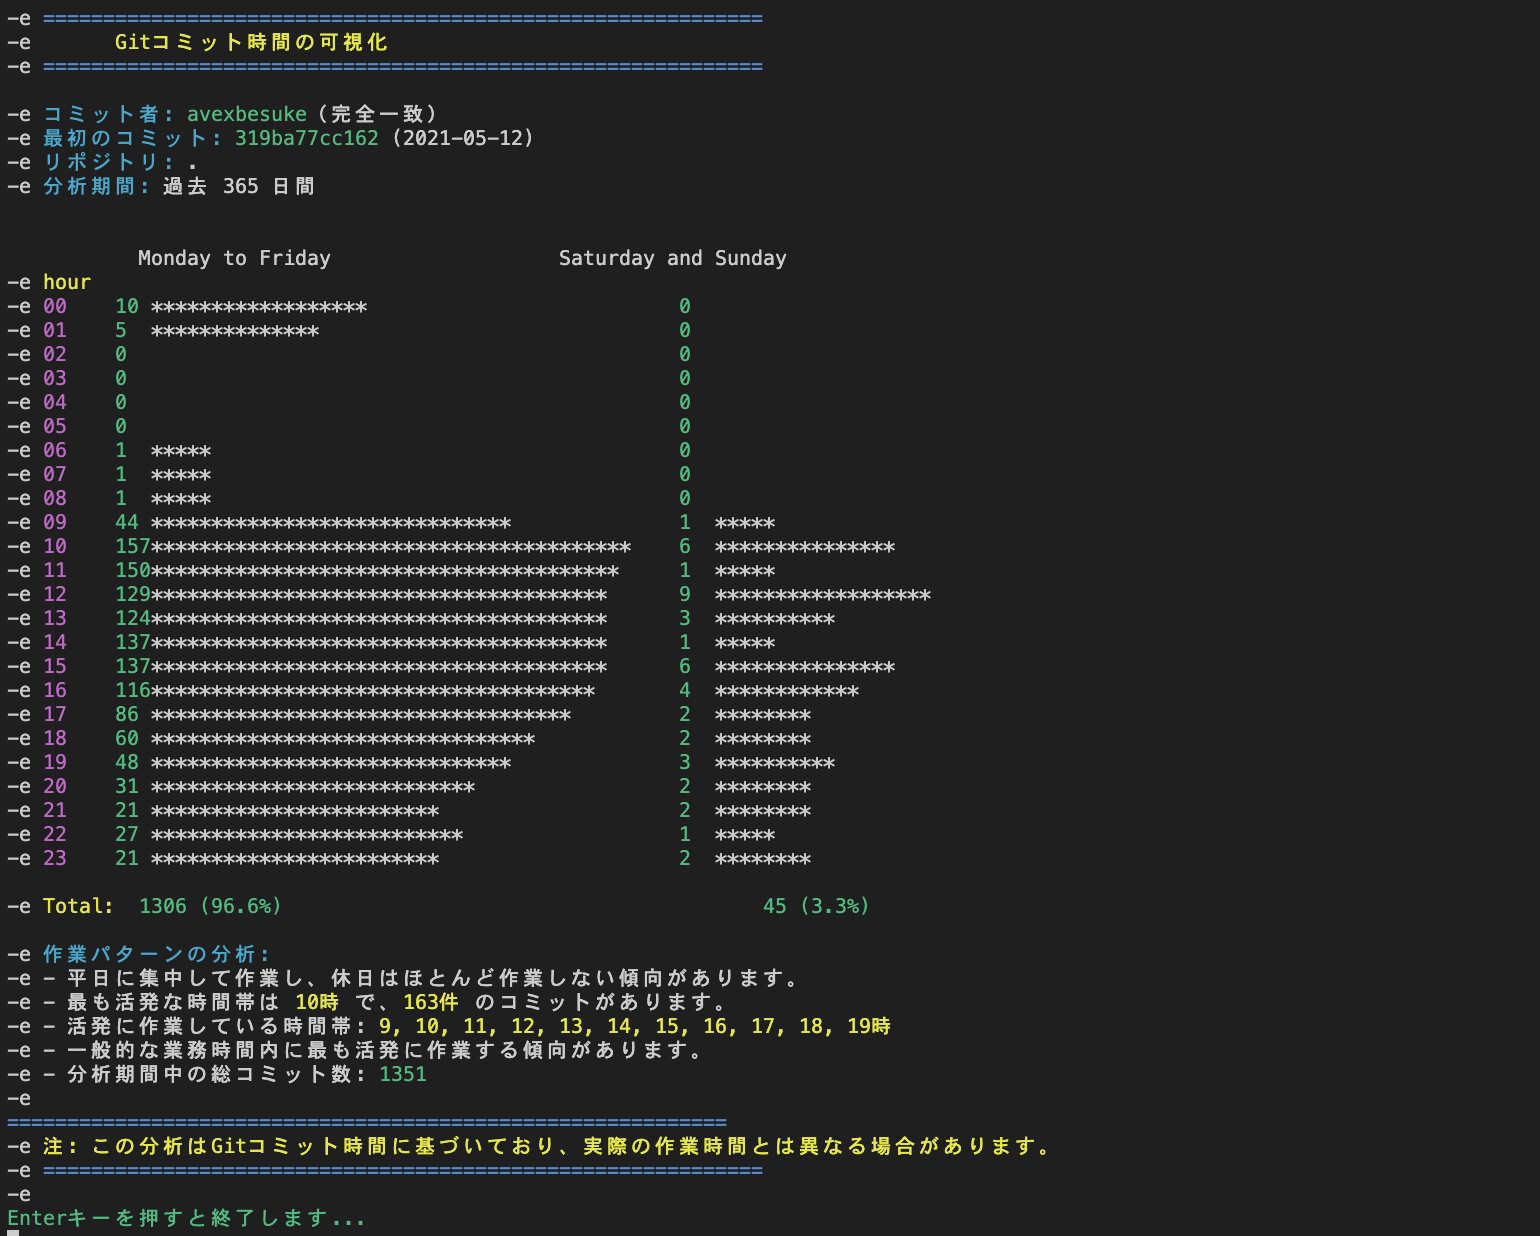 -e ============================================================
-e       Gitコミット時間の可視化
-e ============================================================
-e コミット者: avexbesuke (完全一致)
-e 最初のコミット: 319ba77cc162 (2021-05-12)
-e リポジトリ: .
-e 分析期間: 過去 365 日間
Monday to Friday                   Saturday and Sunday
-e hour
-e 00    10 ******************                          0
-e 01    5  **************                              0
-e 02    0                                              0
-e 03    0                                              0
-e 04    0                                              0
-e 05    0                                              0
-e 06    1  *****                                       0
-e 07    1  *****                                       0
-e 08    1  *****                                       0
-e 09    44 ******************************              1  *****
-e 10    157****************************************    6  ***************
-e 11    150***************************************     1  *****
-e 12    129**************************************      9  ******************
-e 13    124**************************************      3  **********
-e 14    137**************************************      1  *****
-e 15    137**************************************      6  ***************
-e 16    116*************************************       4  ************
-e 17    86 ***********************************         2  ********
-e 18    60 ********************************            2  ********
-e 19    48 ******************************              3  **********
-e 20    31 ***************************                 2  ********
-e 21    21 ************************                    2  ********
-e 22    27 **************************                  1  *****
-e 23    21 ************************                    2  ********
-e Total:  1306 (96.6%)                                        45 (3.3%)
-e 作業パターンの分析:
-e - 平日に集中して作業し、休日はほとんど作業しない傾向があります。
-e - 最も活発な時間帯は 10時 で、163件 のコミットがあります。
-e - 活発に作業している時間帯: 9, 10, 11, 12, 13, 14, 15, 16, 17, 18, 19時
-e - 一般的な業務時間内に最も活発に作業する傾向があります。
-e - 分析期間中の総コミット数: 1351
-e
============================================================
-e 注: この分析はGitコミット時間に基づいており、実際の作業時間とは異なる場合があります。
-e ============================================================
-e
Enterキーを押すと終了します...